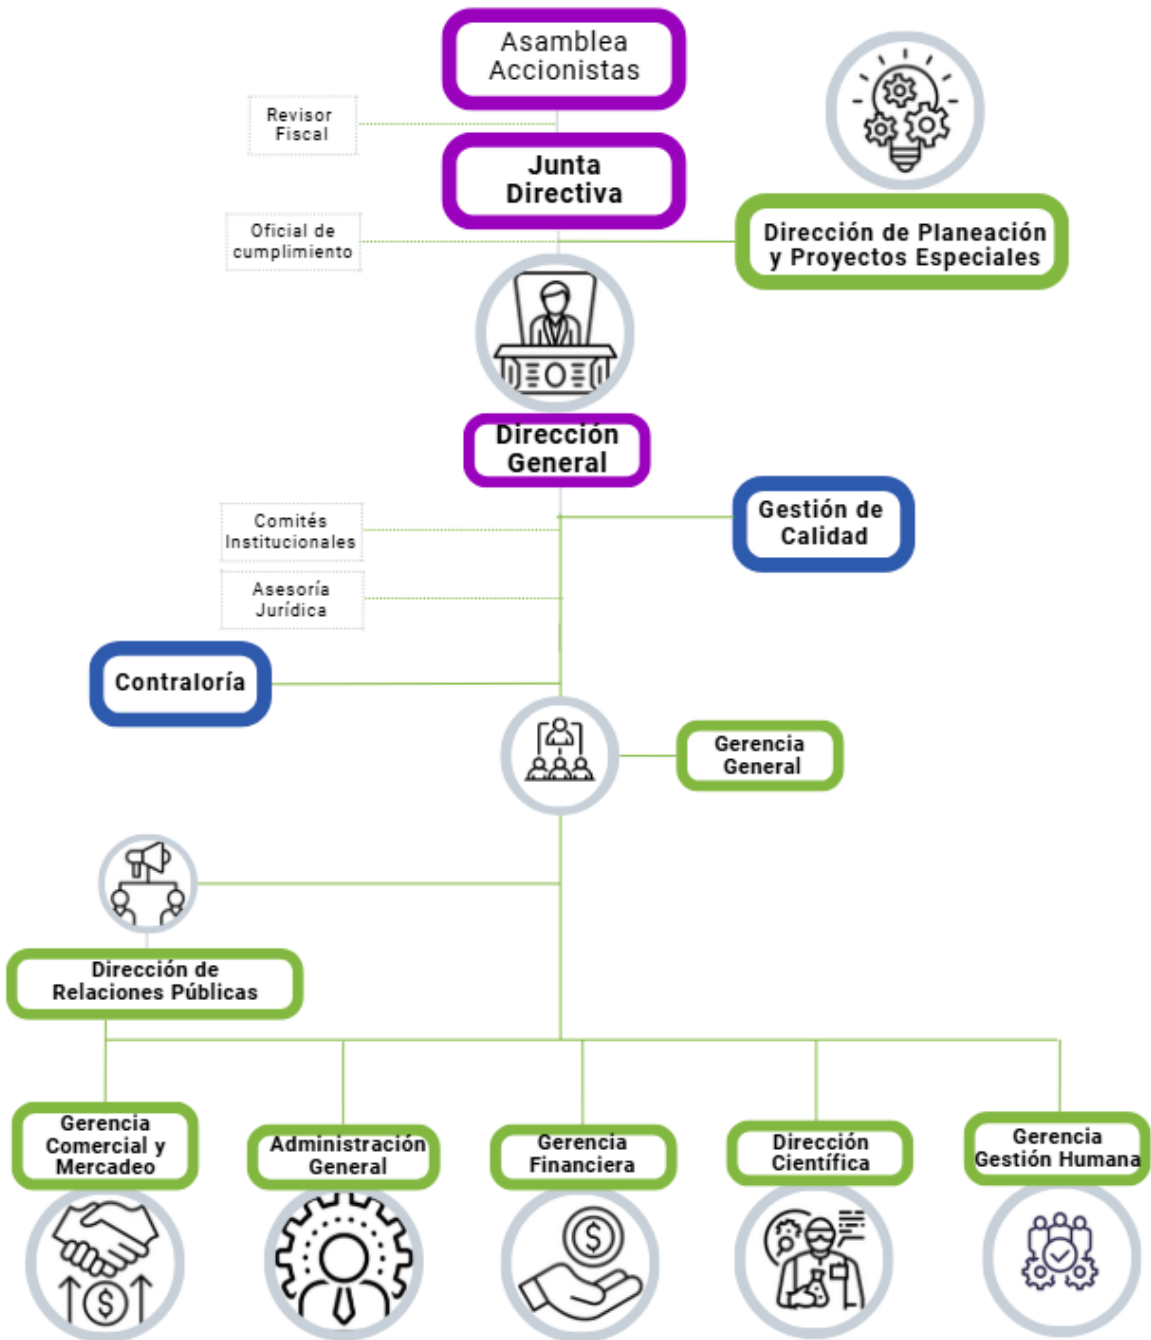 Asamblea
Accionistas
Revisor
Fiscal
Junta
Directiva
Oficial de
cumplimiento
Dirección de Planeación
y Proyectos Especiales
Dirección
General
Comités
Institucionales
Gestión de
Calidad
Asesoría
Jurídica
Contraloría
Gerencia
General
Dirección de
Relaciones Públicas
Gerencia
Comercial y
Mercadeo
Administración
General
Gerencia
Financiera
Dirección
Científica
Gerencia
Gestión Humana
$
$